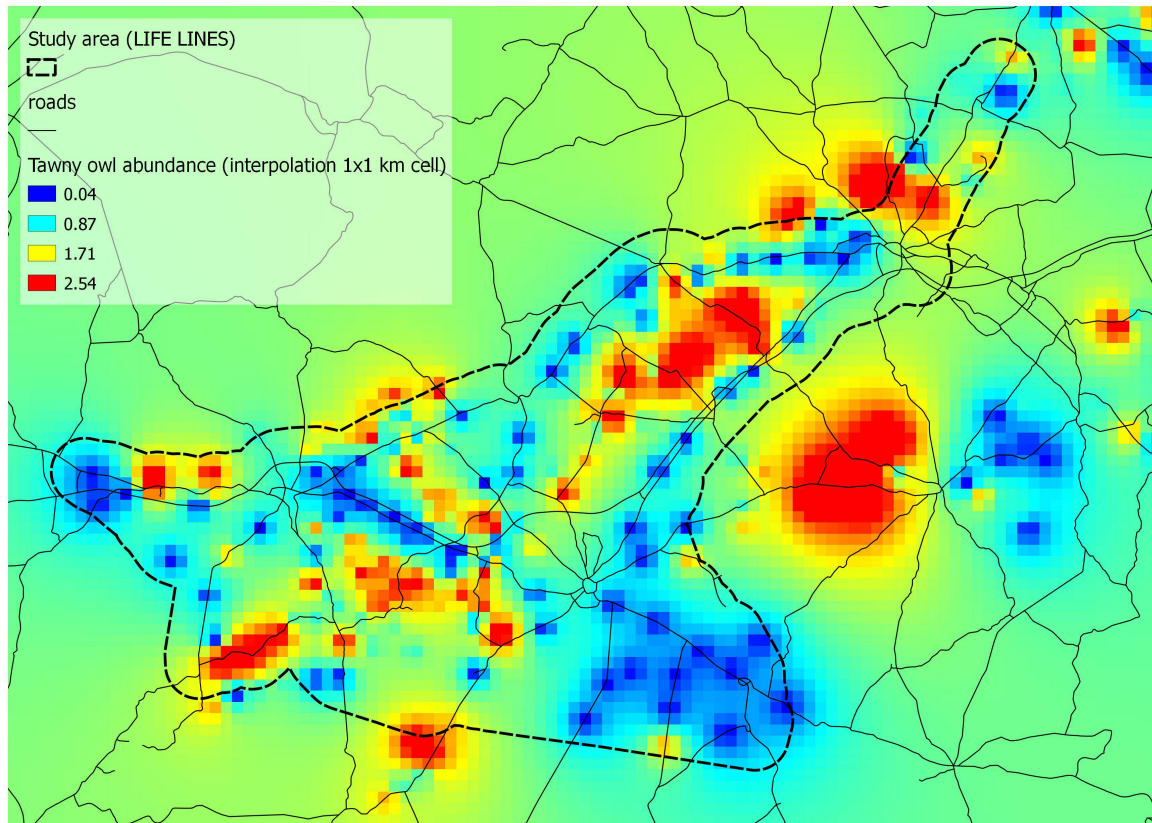 Study area (LIFE LINES)
roads
Tawny owl abundance (interpolation 1x1 km cell)
0.04
0.87
1.71
2.54